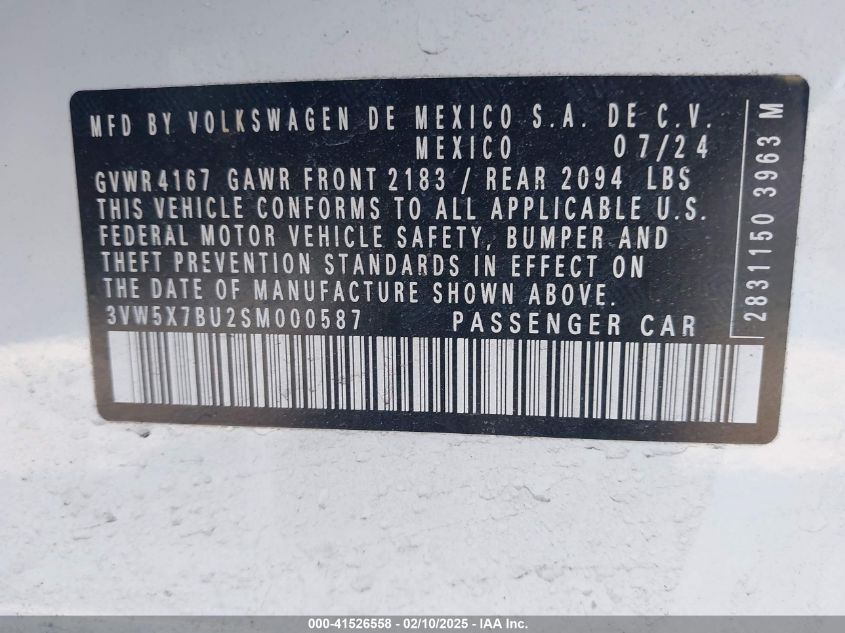 MFD BY VOLKSWAGEN DE MEXICO S.A. DE C.V.
MEXICO 07/24
GVWR 4167 GAWR FRONT 2183 / REAR 2094 LBS
THIS VEHICLE CONFORMS TO ALL APPLICABLE U.S.
FEDERAL MOTOR VEHICLE SAFETY, BUMPER AND
THEFT PREVENTION STANDARDS IN EFFECT ON
THE DATE OF MANUFACTURE SHOWN ABOVE.
3VW5X7BU2SM000587 PASSENGER CAR
2831150 3963 M
000-41526558 - 02/10/2025 - IAA Inc.